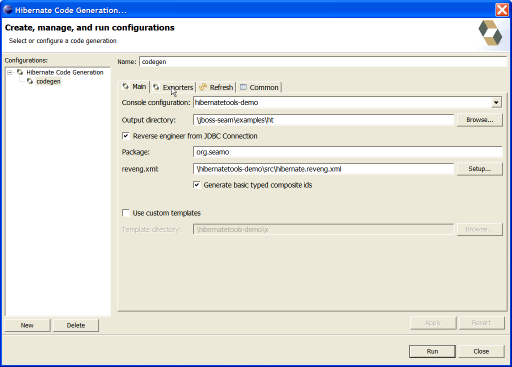 Hibernate Code Generation...
Create, manage, and run configurations
Select or configure a code generation
Configurations:
Hibernate Code Generation
codegen
New
Delete
Name: codegen
Main Exporters Refresh Common
Console configuration: hibernatetools-demo
Output directory: \jboss-seam\examples\ht Browse...
Reverse engineer from JDBC Connection
Package: org.seamo
reveng.xml: \hibernatetools-demo\src\hibernate.reveng.xml Setup...
Generate basic typed composite ids
Use custom templates
Template directory: \hibernatetools-demo\x Browse...
Apply Revert
Run Close